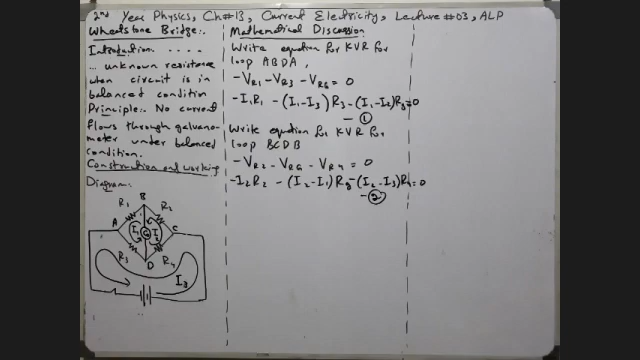 2nd Year Physics, Ch#13, Current Electricity, Lecture #03, ALP
Wheatstone Bridge:.
Introduction: ....
... unknown resistance
when circuit is in
balanced condition
Principle:. No current
flows through galvano-
meter under balanced
condition.
Construction and working
Diagram:
B
R1
R2
A
I1
G
I2
C
R3
D
R4
I3
Mathematical Discussion
Write equation for KVR for
loop ABDA,
-VR1 - VR3 - VRg = 0
-I1R1 - (I1-I3)R3 - (I1-I2)Rg = 0
- ①
Write equation for KVR for
loop BCDB
-VR2 - VRg - VR4 = 0
-I2R2 - (I2-I1)Rg - (I2-I3)R4 = 0
- ②